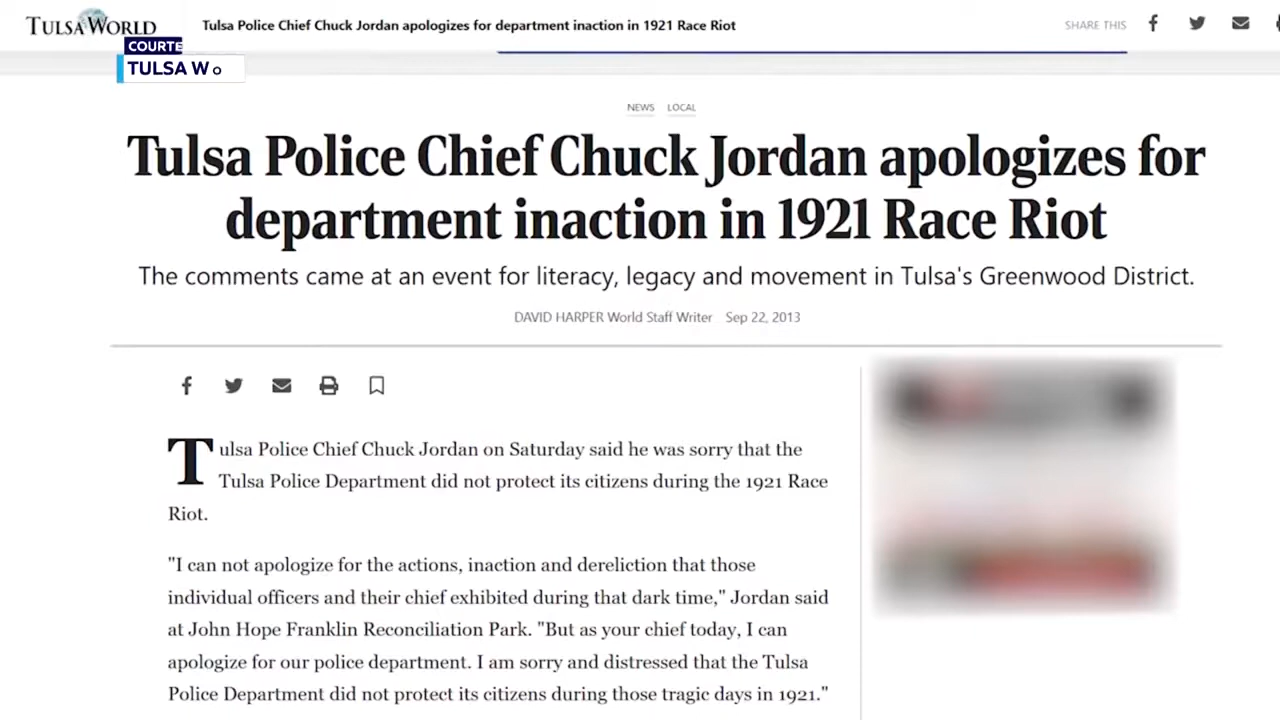 TULSA WORLD
Tulsa Police Chief Chuck Jordan apologizes for department inaction in 1921 Race Riot
SHARE THIS
COURTE
TULSA Wo
NEWS LOCAL
Tulsa Police Chief Chuck Jordan apologizes for
department inaction in 1921 Race Riot
The comments came at an event for literacy, legacy and movement in Tulsa's Greenwood District.
DAVID HARPER World Staff Writer Sep 22, 2013
Tulsa Police Chief Chuck Jordan on Saturday said he was sorry that the
Tulsa Police Department did not protect its citizens during the 1921 Race
Riot.
"I can not apologize for the actions, inaction and dereliction that those
individual officers and their chief exhibited during that dark time," Jordan said
at John Hope Franklin Reconciliation Park. "But as your chief today, I can
apologize for our police department. I am sorry and distressed that the Tulsa
Police Department did not protect its citizens during those tragic days in 1921."